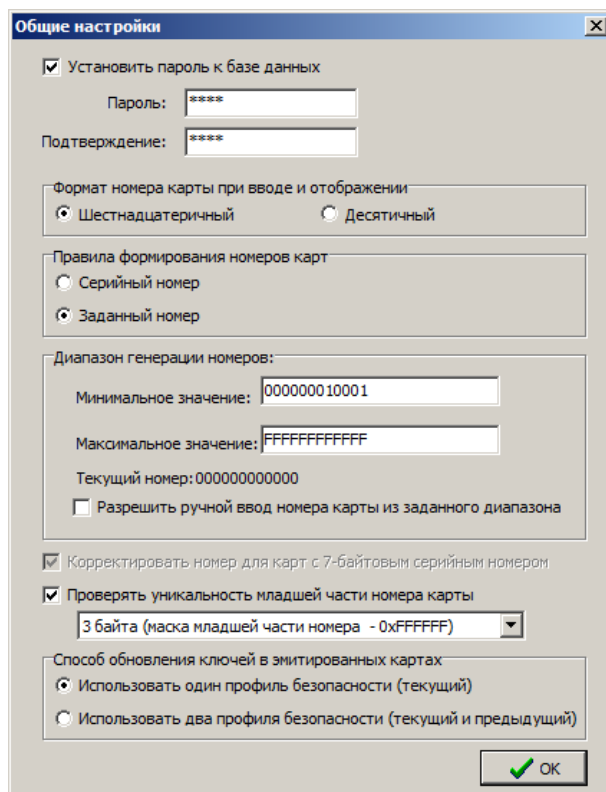 Общие настройки
Установить пароль к базе данных
Пароль: ****
Подтверждение: ****
Формат номера карты при вводе и отображении
Шестнадцатеричный Десятичный
Правила формирования номеров карт
Серийный номер
Заданный номер
Диапазон генерации номеров:
Минимальное значение: 000000010001
Максимальное значение: FFFFFFFFFFFF
Текущий номер:000000000000
Разрешить ручной ввод номера карты из заданного диапазона
Корректировать номер для карт с 7-байтовым серийным номером
Проверять уникальность младшей части номера карты
3 байта (маска младшей части номера - 0xFFFFFF)
Способ обновления ключей в эмитированных картах
Использовать один профиль безопасности (текущий)
Использовать два профиля безопасности (текущий и предыдущий)
OK